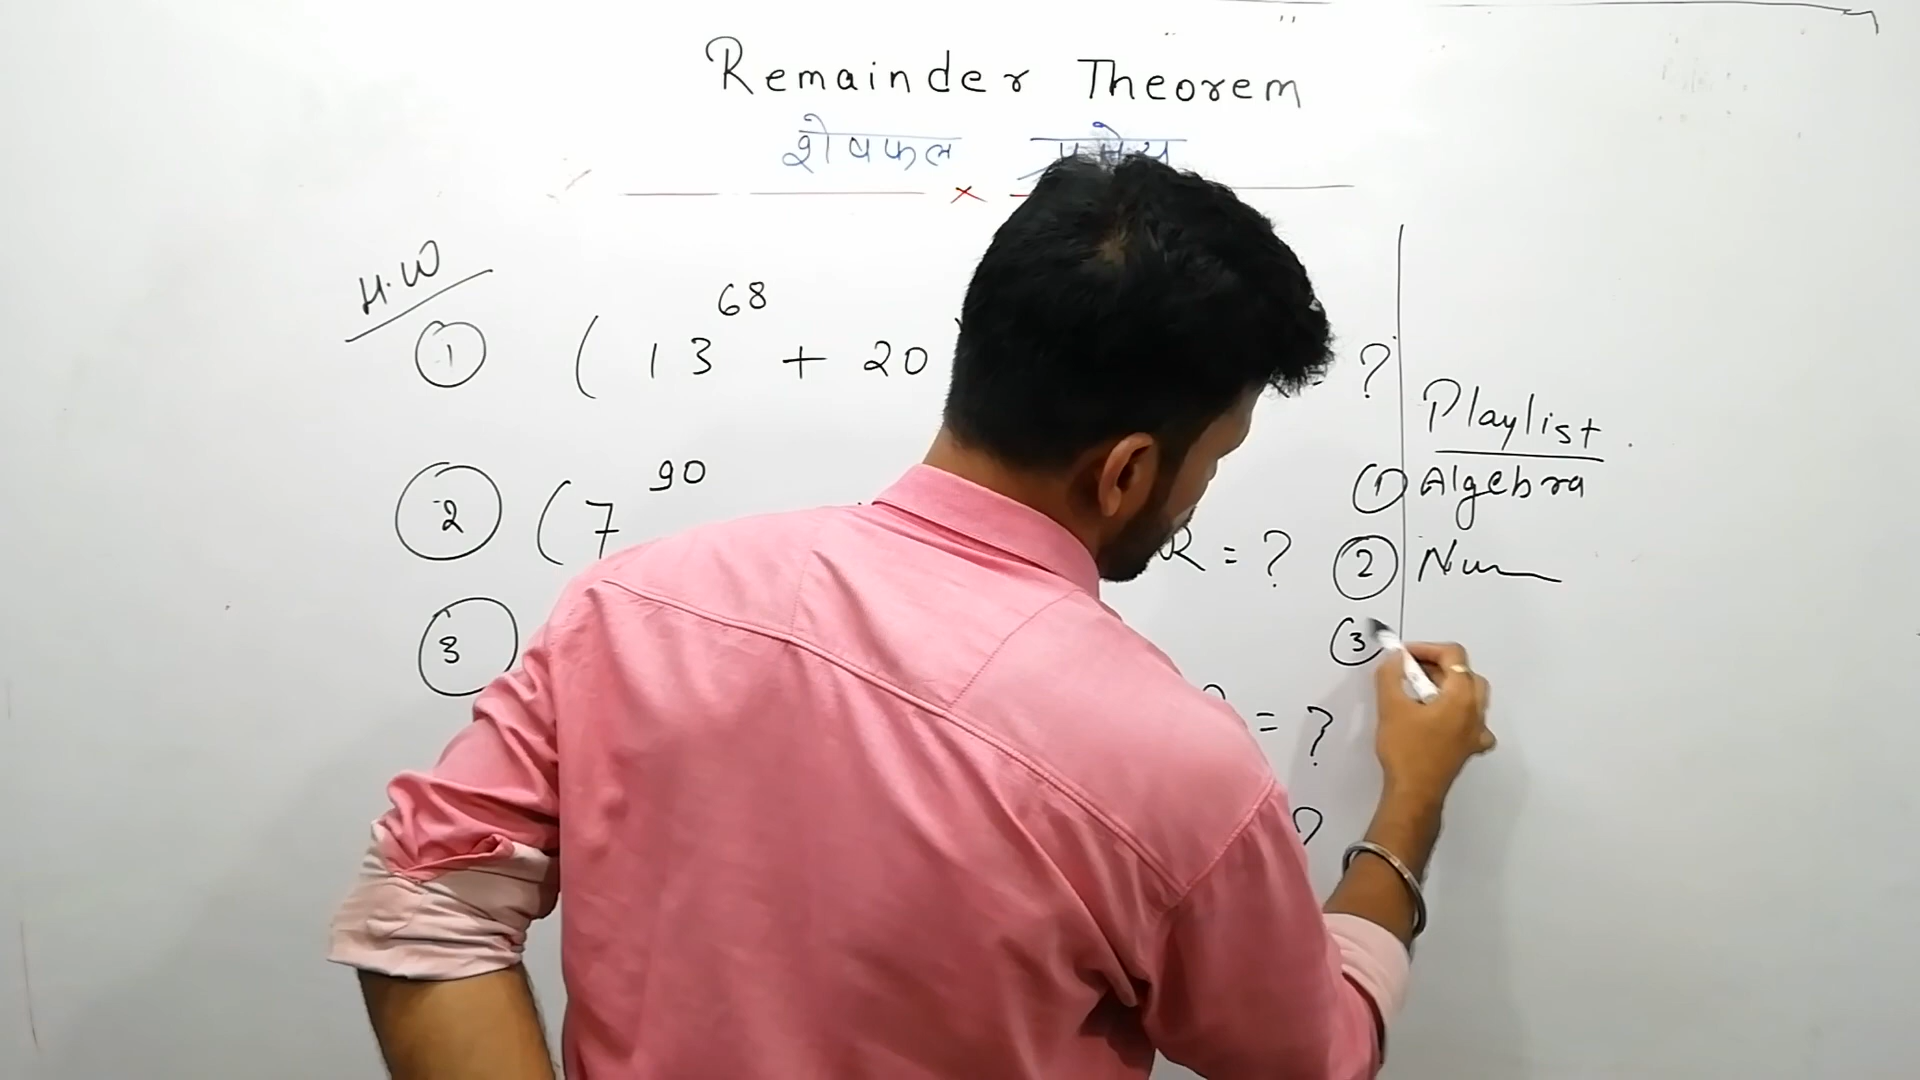 Remainder Theorem
शेषफल प्रमेय
H.W
① ( 13^68 + 20 = ?
② ( 7^90 R = ?
③
= ?
?
Playlist
① Algebra
② Num
③